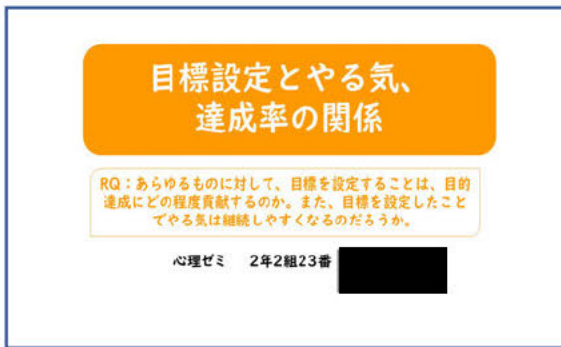 目標設定とやる気、
達成率の関係
RQ：あらゆるものに対して、目標を設定することは、目的
達成にどの程度貢献するのか。また、目標を設定したこと
でやる気は継続しやすくなるのだろうか。
心理ゼミ　2年2組23番